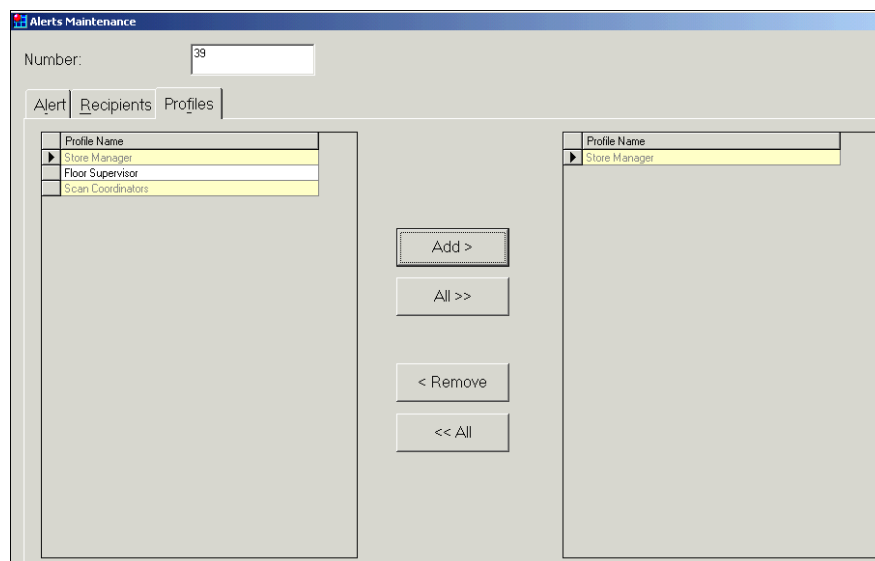 Alerts Maintenance
Number:
39
Alert
Recipients
Profiles
Profile Name
Store Manager
Floor Supervisor
Scan Coordinators
Add >
All >>
< Remove
<< All
Profile Name
Store Manager